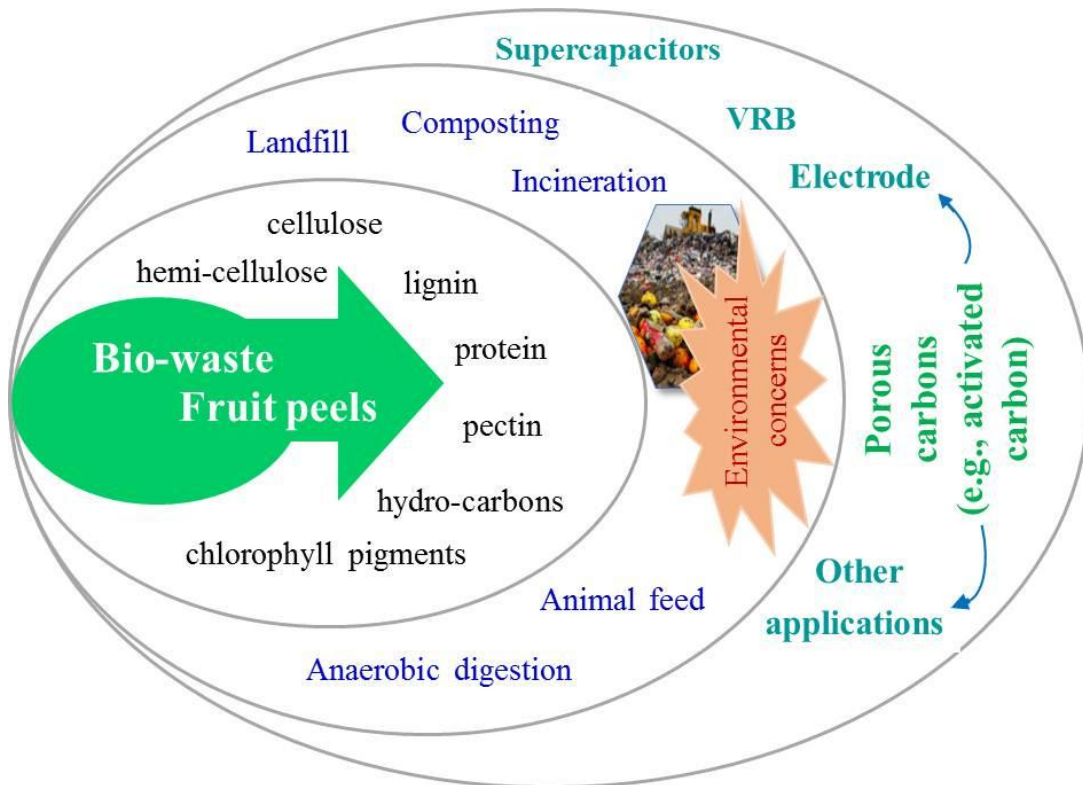 Supercapacitors
VRB
Electrode
Landfill
Composting
Incineration
cellulose
hemi-cellulose
lignin
protein
pectin
hydro-carbons
chlorophyll pigments
Bio-waste
Fruit peels
Environmental
concerns
Porous
carbons
(e.g., activated
carbon)
Animal feed
Anaerobic digestion
Other
applications